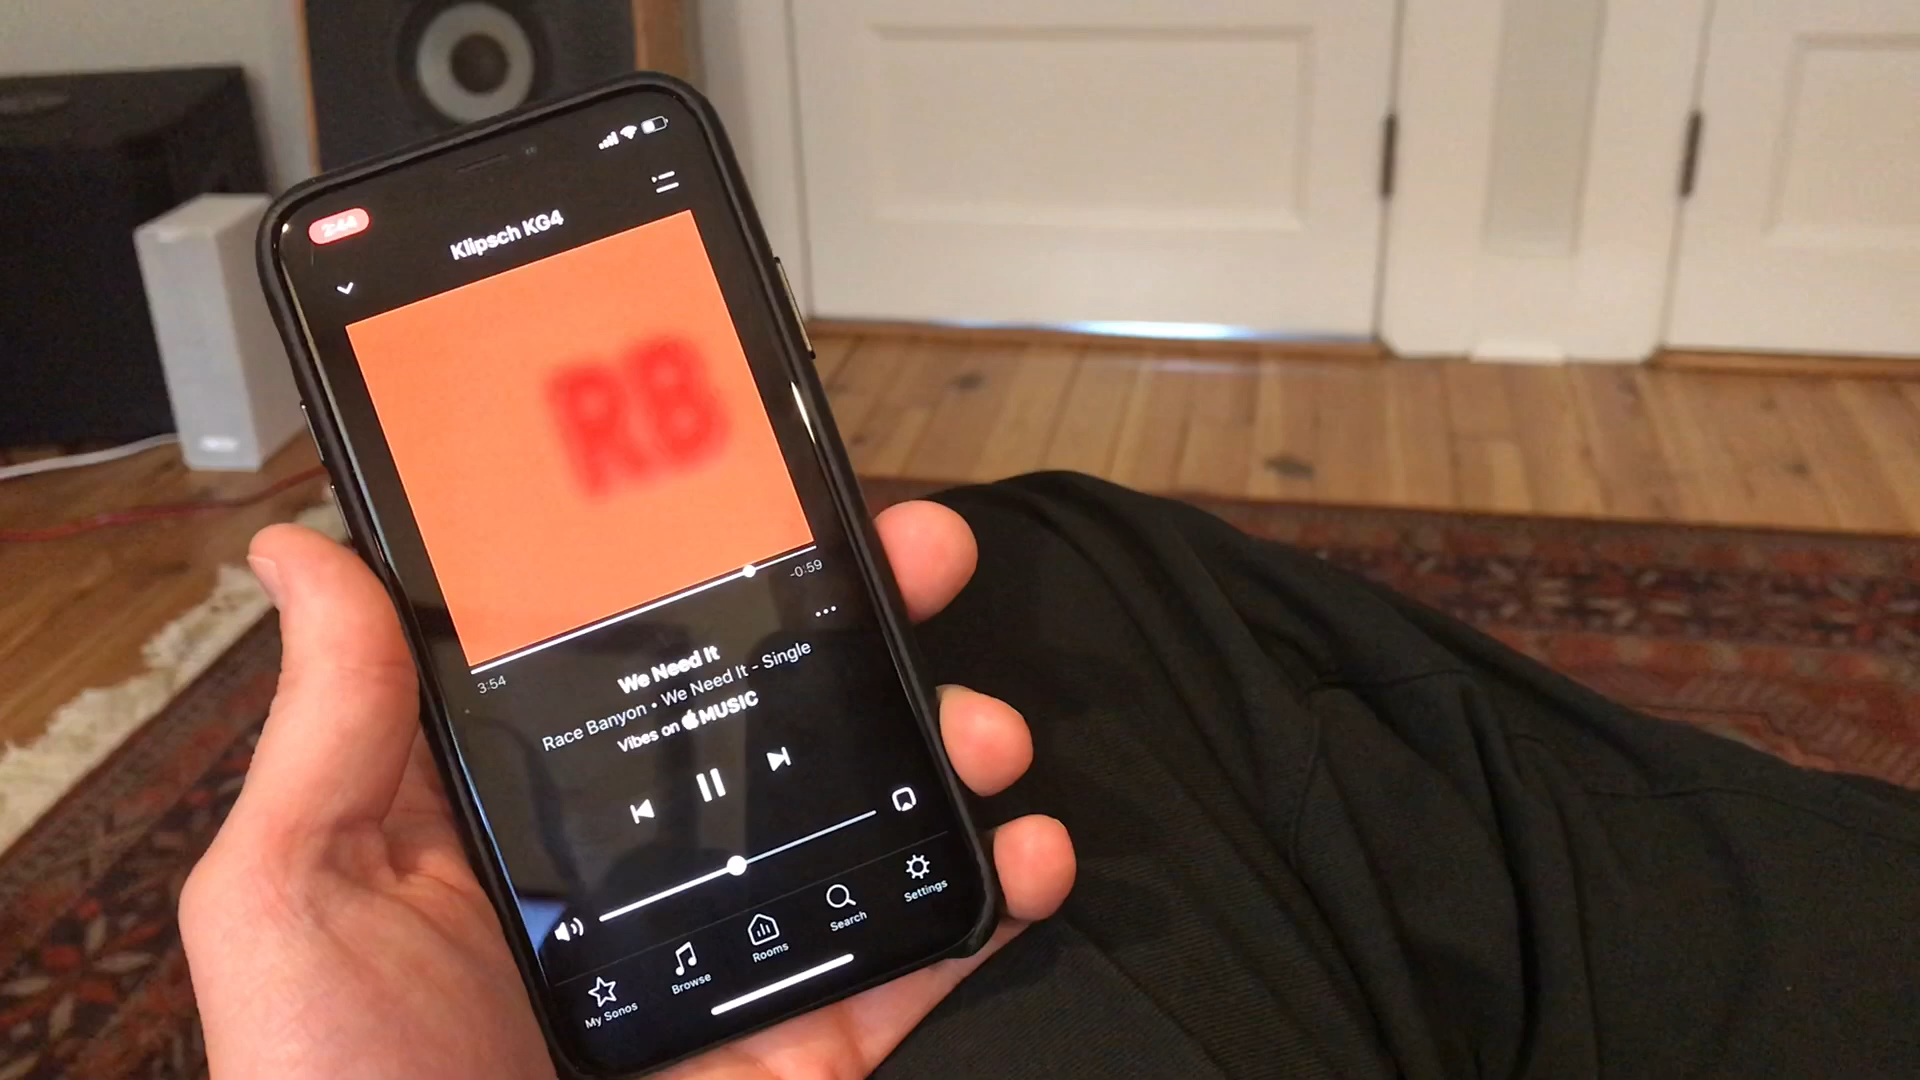 2:44
Klipsch KG4
RB
3:54
-0:59
We Need It
Race Banyon • We Need It - Single
Vibes on MUSIC
My Sonos
Browse
Rooms
Search
Settings